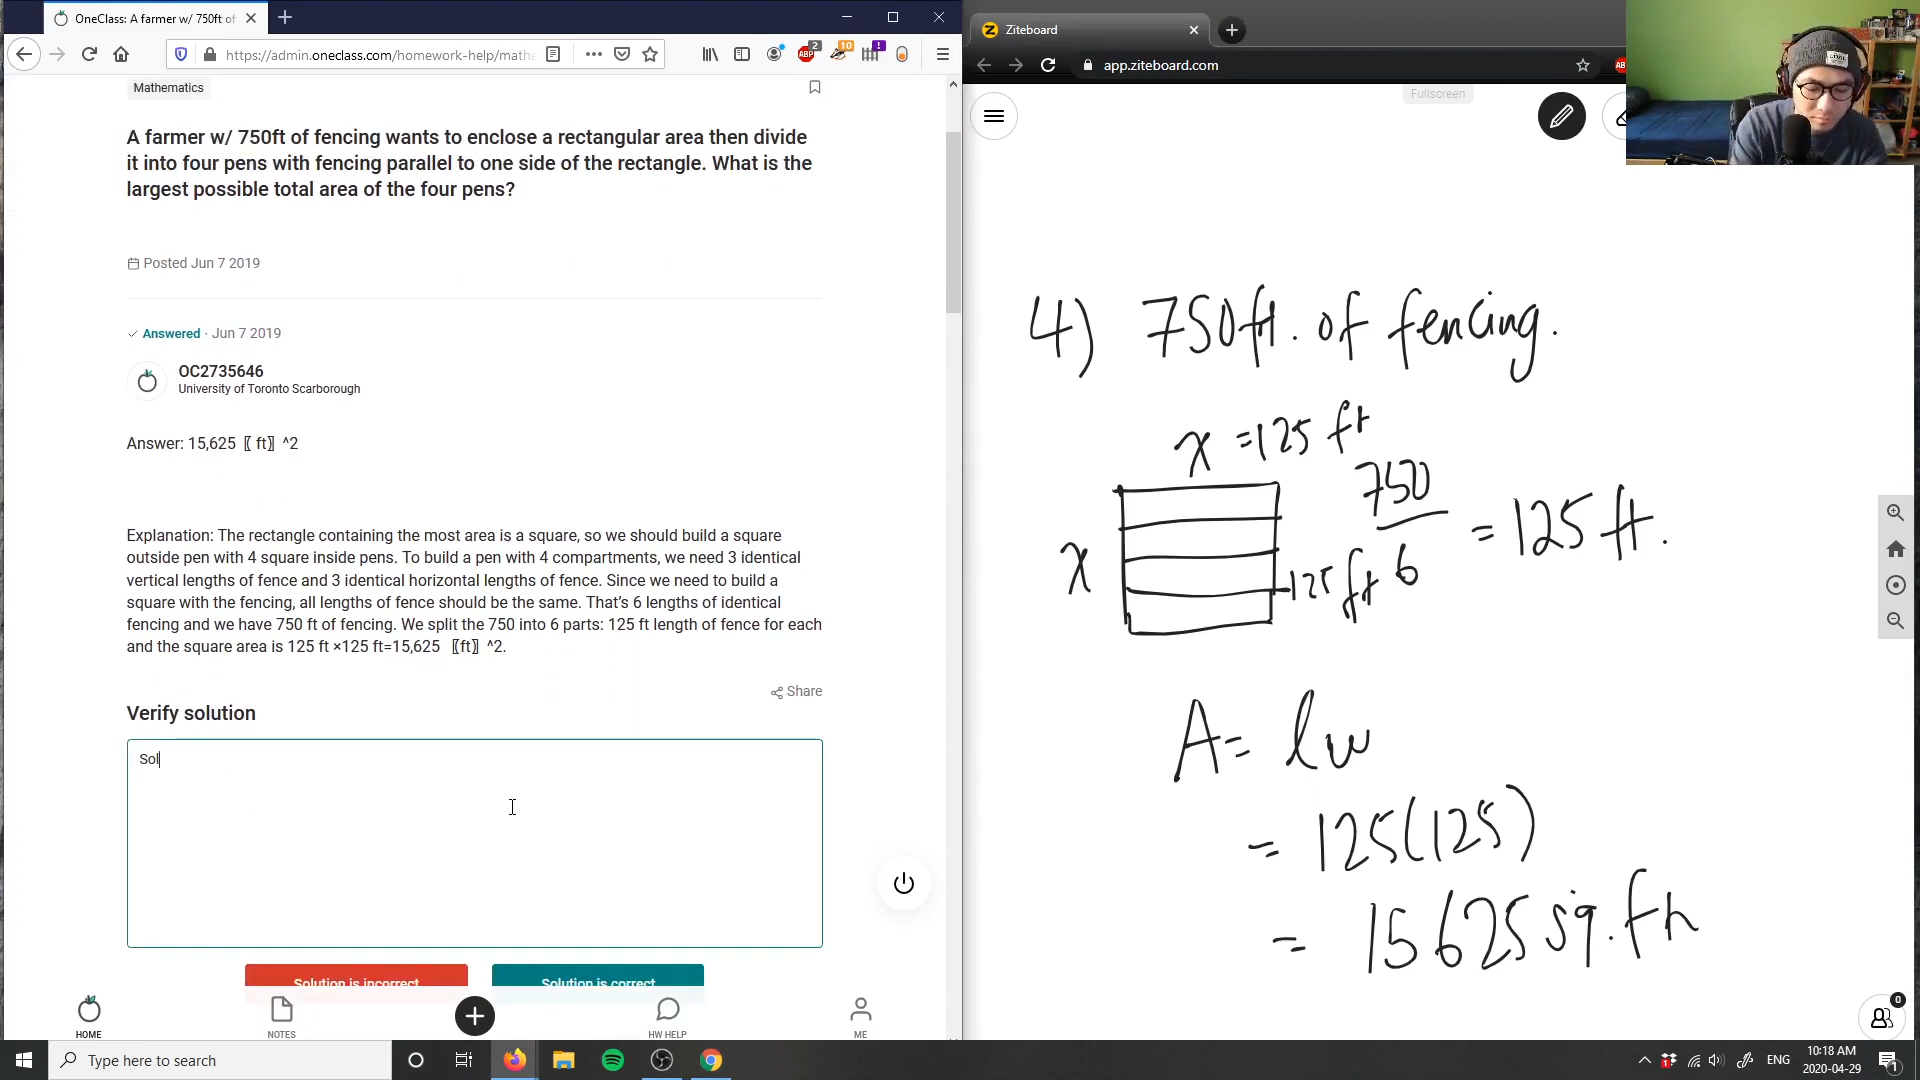 OneClass: A farmer w/ 750ft of
https://admin.oneclass.com/homework-help/mathe
2
10
!
Mathematics
A farmer w/ 750ft of fencing wants to enclose a rectangular area then divide
it into four pens with fencing parallel to one side of the rectangle. What is the
largest possible total area of the four pens?
Posted Jun 7 2019
Answered · Jun 7 2019
OC2735646
University of Toronto Scarborough
Answer: 15,625 〖 ft〗 ^2
Explanation: The rectangle containing the most area is a square, so we should build a square
outside pen with 4 square inside pens. To build a pen with 4 compartments, we need 3 identical
vertical lengths of fence and 3 identical horizontal lengths of fence. Since we need to build a
square with the fencing, all lengths of fence should be the same. That's 6 lengths of identical
fencing and we have 750 ft of fencing. We split the 750 into 6 parts: 125 ft length of fence for each
and the square area is 125 ft ×125 ft=15,625 〖ft〗 ^2.
Share
Verify solution
Sol
Solution is incorrect
Solution is correct
HOME
NOTES
HW HELP
ME
Ziteboard
app.ziteboard.com
ABP
Fullscreen
4) 750ft. of fencing.
x =125 ft
750
6
= 125 ft.
x
125 ft
A= lw
= 125(125)
= 15625 sq. ft
0
Type here to search
ENG
10:18 AM
2020-04-29
1